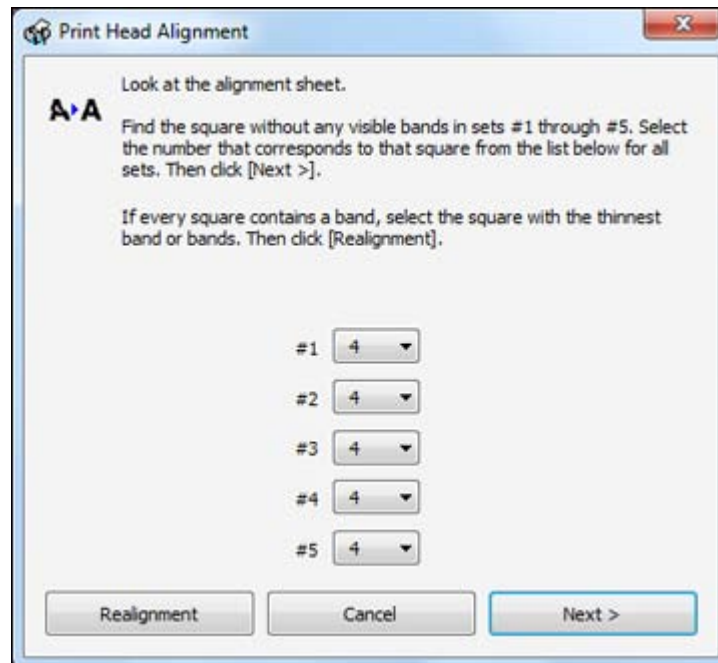 Print Head Alignment
Look at the alignment sheet.
A A
Find the square without any visible bands in sets #1 through #5. Select
the number that corresponds to that square from the list below for all
sets. Then click [Next >].
If every square contains a band, select the square with the thinnest
band or bands. Then click [Realignment].
#1 4
#2 4
#3 4
#4 4
#5 4
Realignment Cancel Next >